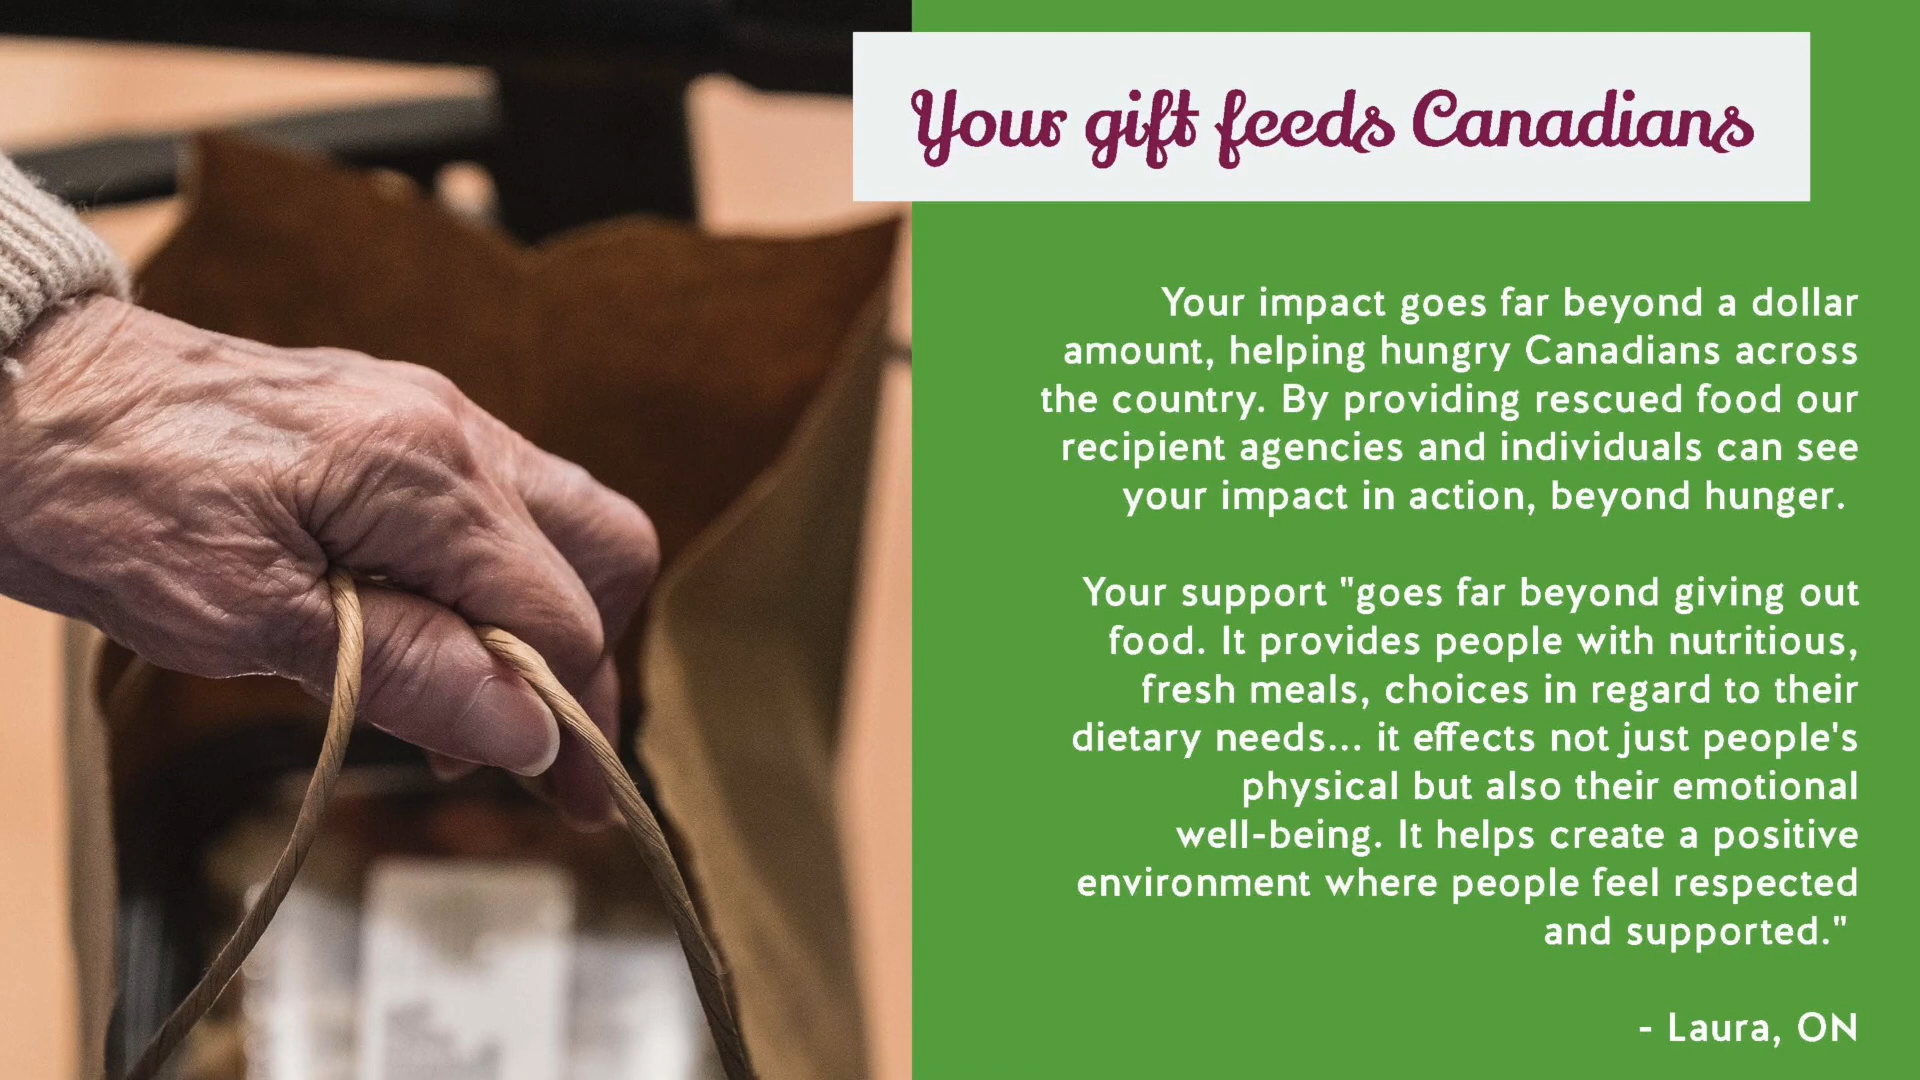 Your gift feeds Canadians
Your impact goes far beyond a dollar
amount, helping hungry Canadians across
the country. By providing rescued food our
recipient agencies and individuals can see
your impact in action, beyond hunger.
Your support "goes far beyond giving out
food. It provides people with nutritious,
fresh meals, choices in regard to their
dietary needs... it effects not just people's
physical but also their emotional
well-being. It helps create a positive
environment where people feel respected
and supported."
- Laura, ON